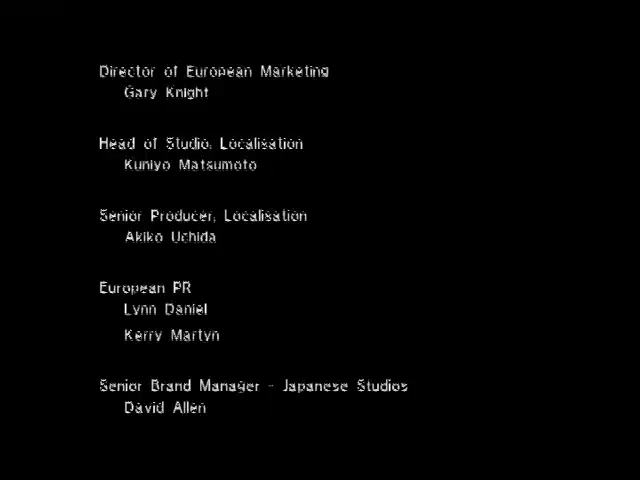 Director of European Marketing
Gary Knight
Head of Studio, Localisation
Kuniyo Matsumoto
Senior Producer, Localisation
Akiko Uchida
European PR
Lynn Daniel
Kerry Martyn
Senior Brand Manager - Japanese Studios
David Allen